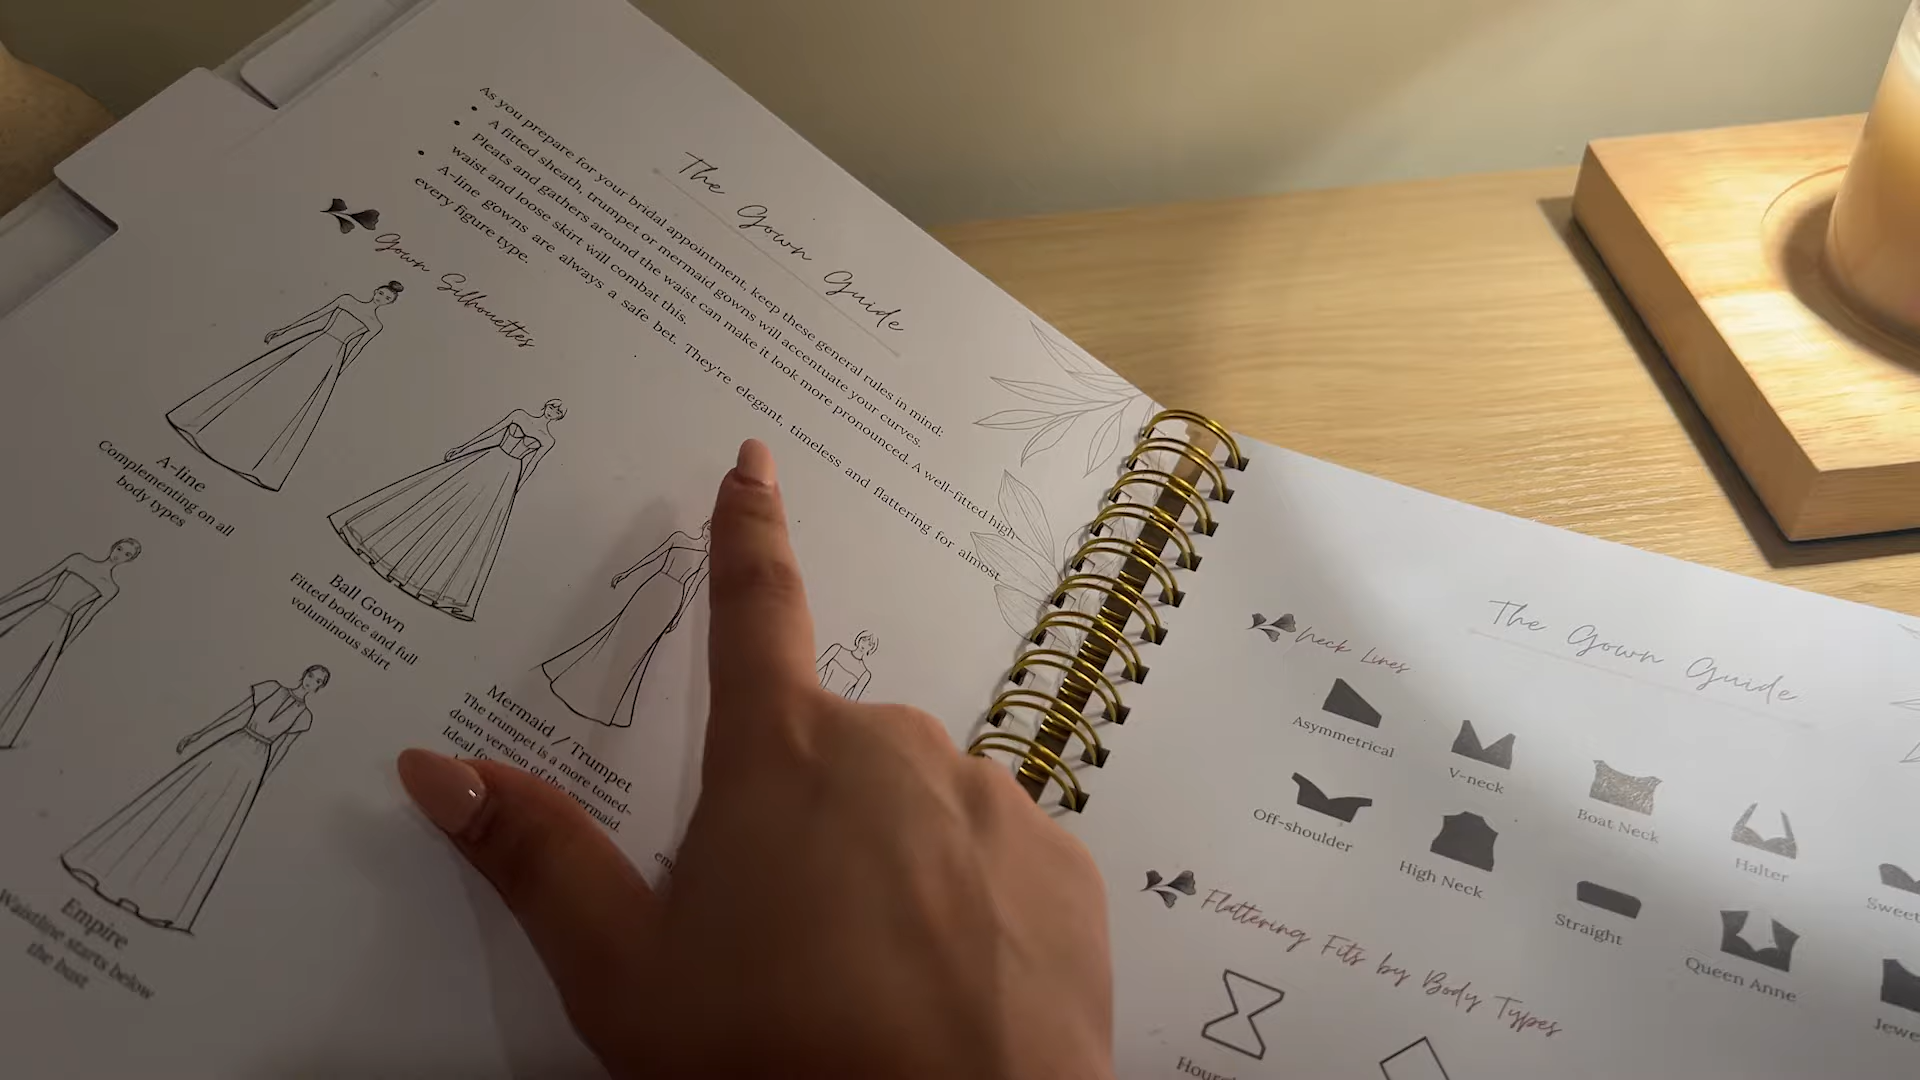 The Gown Guide
As you prepare for your bridal appointment, keep these general rules in mind:
• A fitted sheath, trumpet or mermaid gowns will accentuate your curves.
• Pleats and gathers around the waist can make it look more pronounced. A well-fitted high
waist and loose skirt will combat this.
• A-line gowns are always a safe bet. They're elegant, timeless and flattering for almost
every figure type.
Gown Silhouettes
A-line
Complementing on all
body types
Ball Gown
Fitted bodice and full
voluminous skirt
Mermaid / Trumpet
The trumpet is a more toned-
down version of the mermaid.
Ideal
Empire
Waistline starts below
the bust
The Gown Guide
Neck Lines
Asymmetrical
V-neck
Boat Neck
Halter
Off-shoulder
High Neck
Straight
Queen Anne
Flattering Fits by Body Types